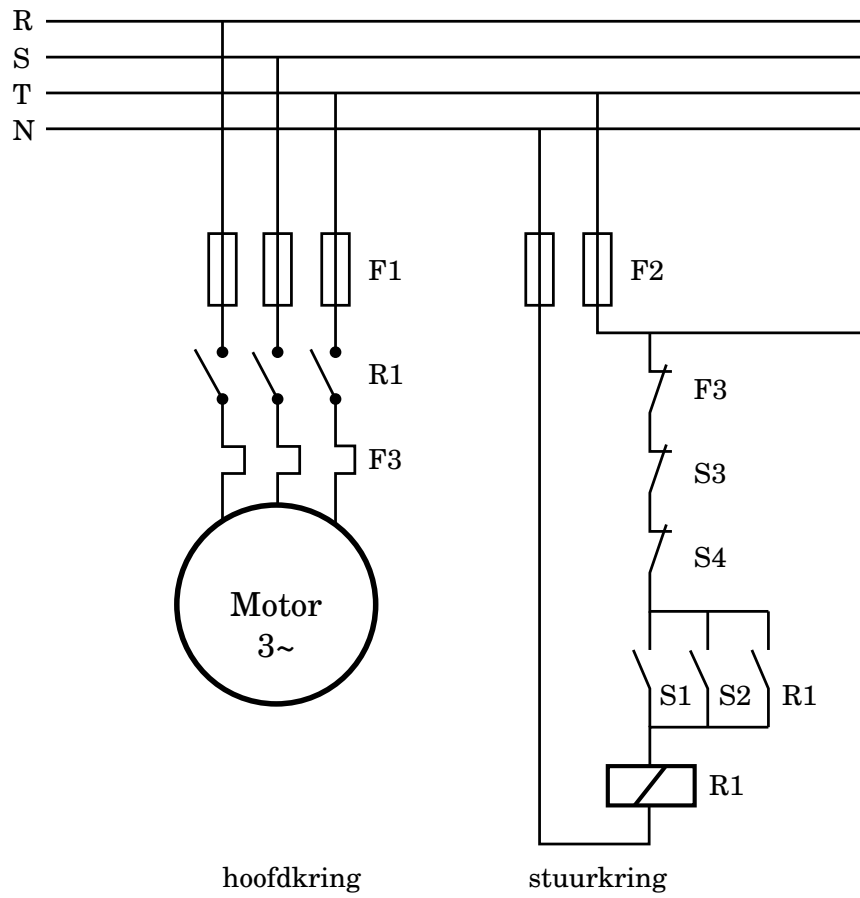 R
S
T
N
F1
F2
R1
F3
F3
S3
S4
Motor
3~
S1
S2
R1
R1
hoofdkring
stuurkring